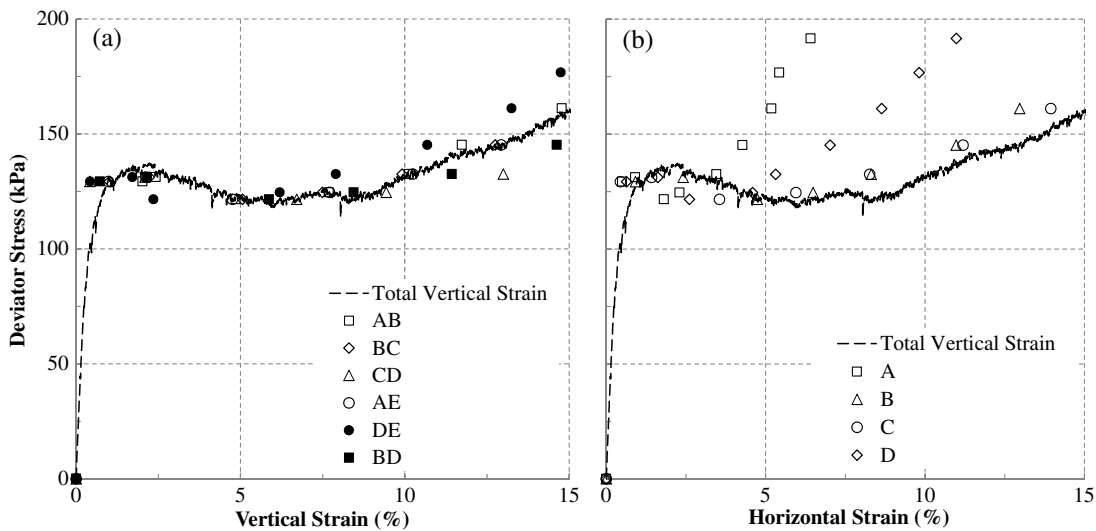 200
150
100
50
0
Deviator Stress (kPa)
(a)
Total Vertical Strain
AB
BC
CD
AE
DE
BD
0
5
10
15
Vertical Strain (%)
(b)
Total Vertical Strain
A
B
C
D
0
5
10
15
Horizontal Strain (%)